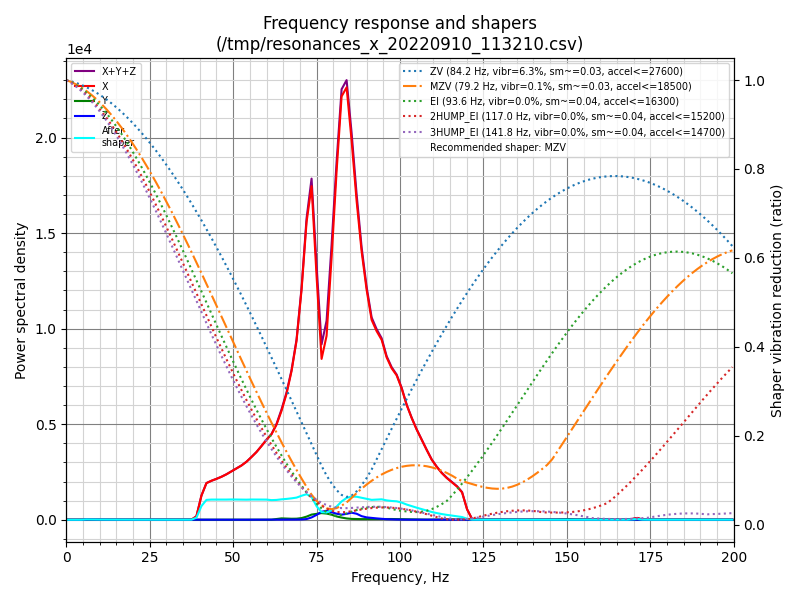 Frequency response and shapers
(/tmp/resonances_x_20220910_113210.csv)
1e4
X+Y+Z
X
Y
Z
After
shaper
ZV (84.2 Hz, vibr=6.3%, sm~=0.03, accel<=27600)
MZV (79.2 Hz, vibr=0.1%, sm~=0.03, accel<=18500)
EI (93.6 Hz, vibr=0.0%, sm~=0.04, accel<=16300)
2HUMP_EI (117.0 Hz, vibr=0.0%, sm~=0.04, accel<=15200)
3HUMP_EI (141.8 Hz, vibr=0.0%, sm~=0.04, accel<=14700)
Recommended shaper: MZV
Power spectral density
2.0
1.5
1.0
0.5
0.0
1.0
0.8
0.6
0.4
0.2
0.0
Shaper vibration reduction (ratio)
0 25 50 75 100 125 150 175 200
Frequency, Hz